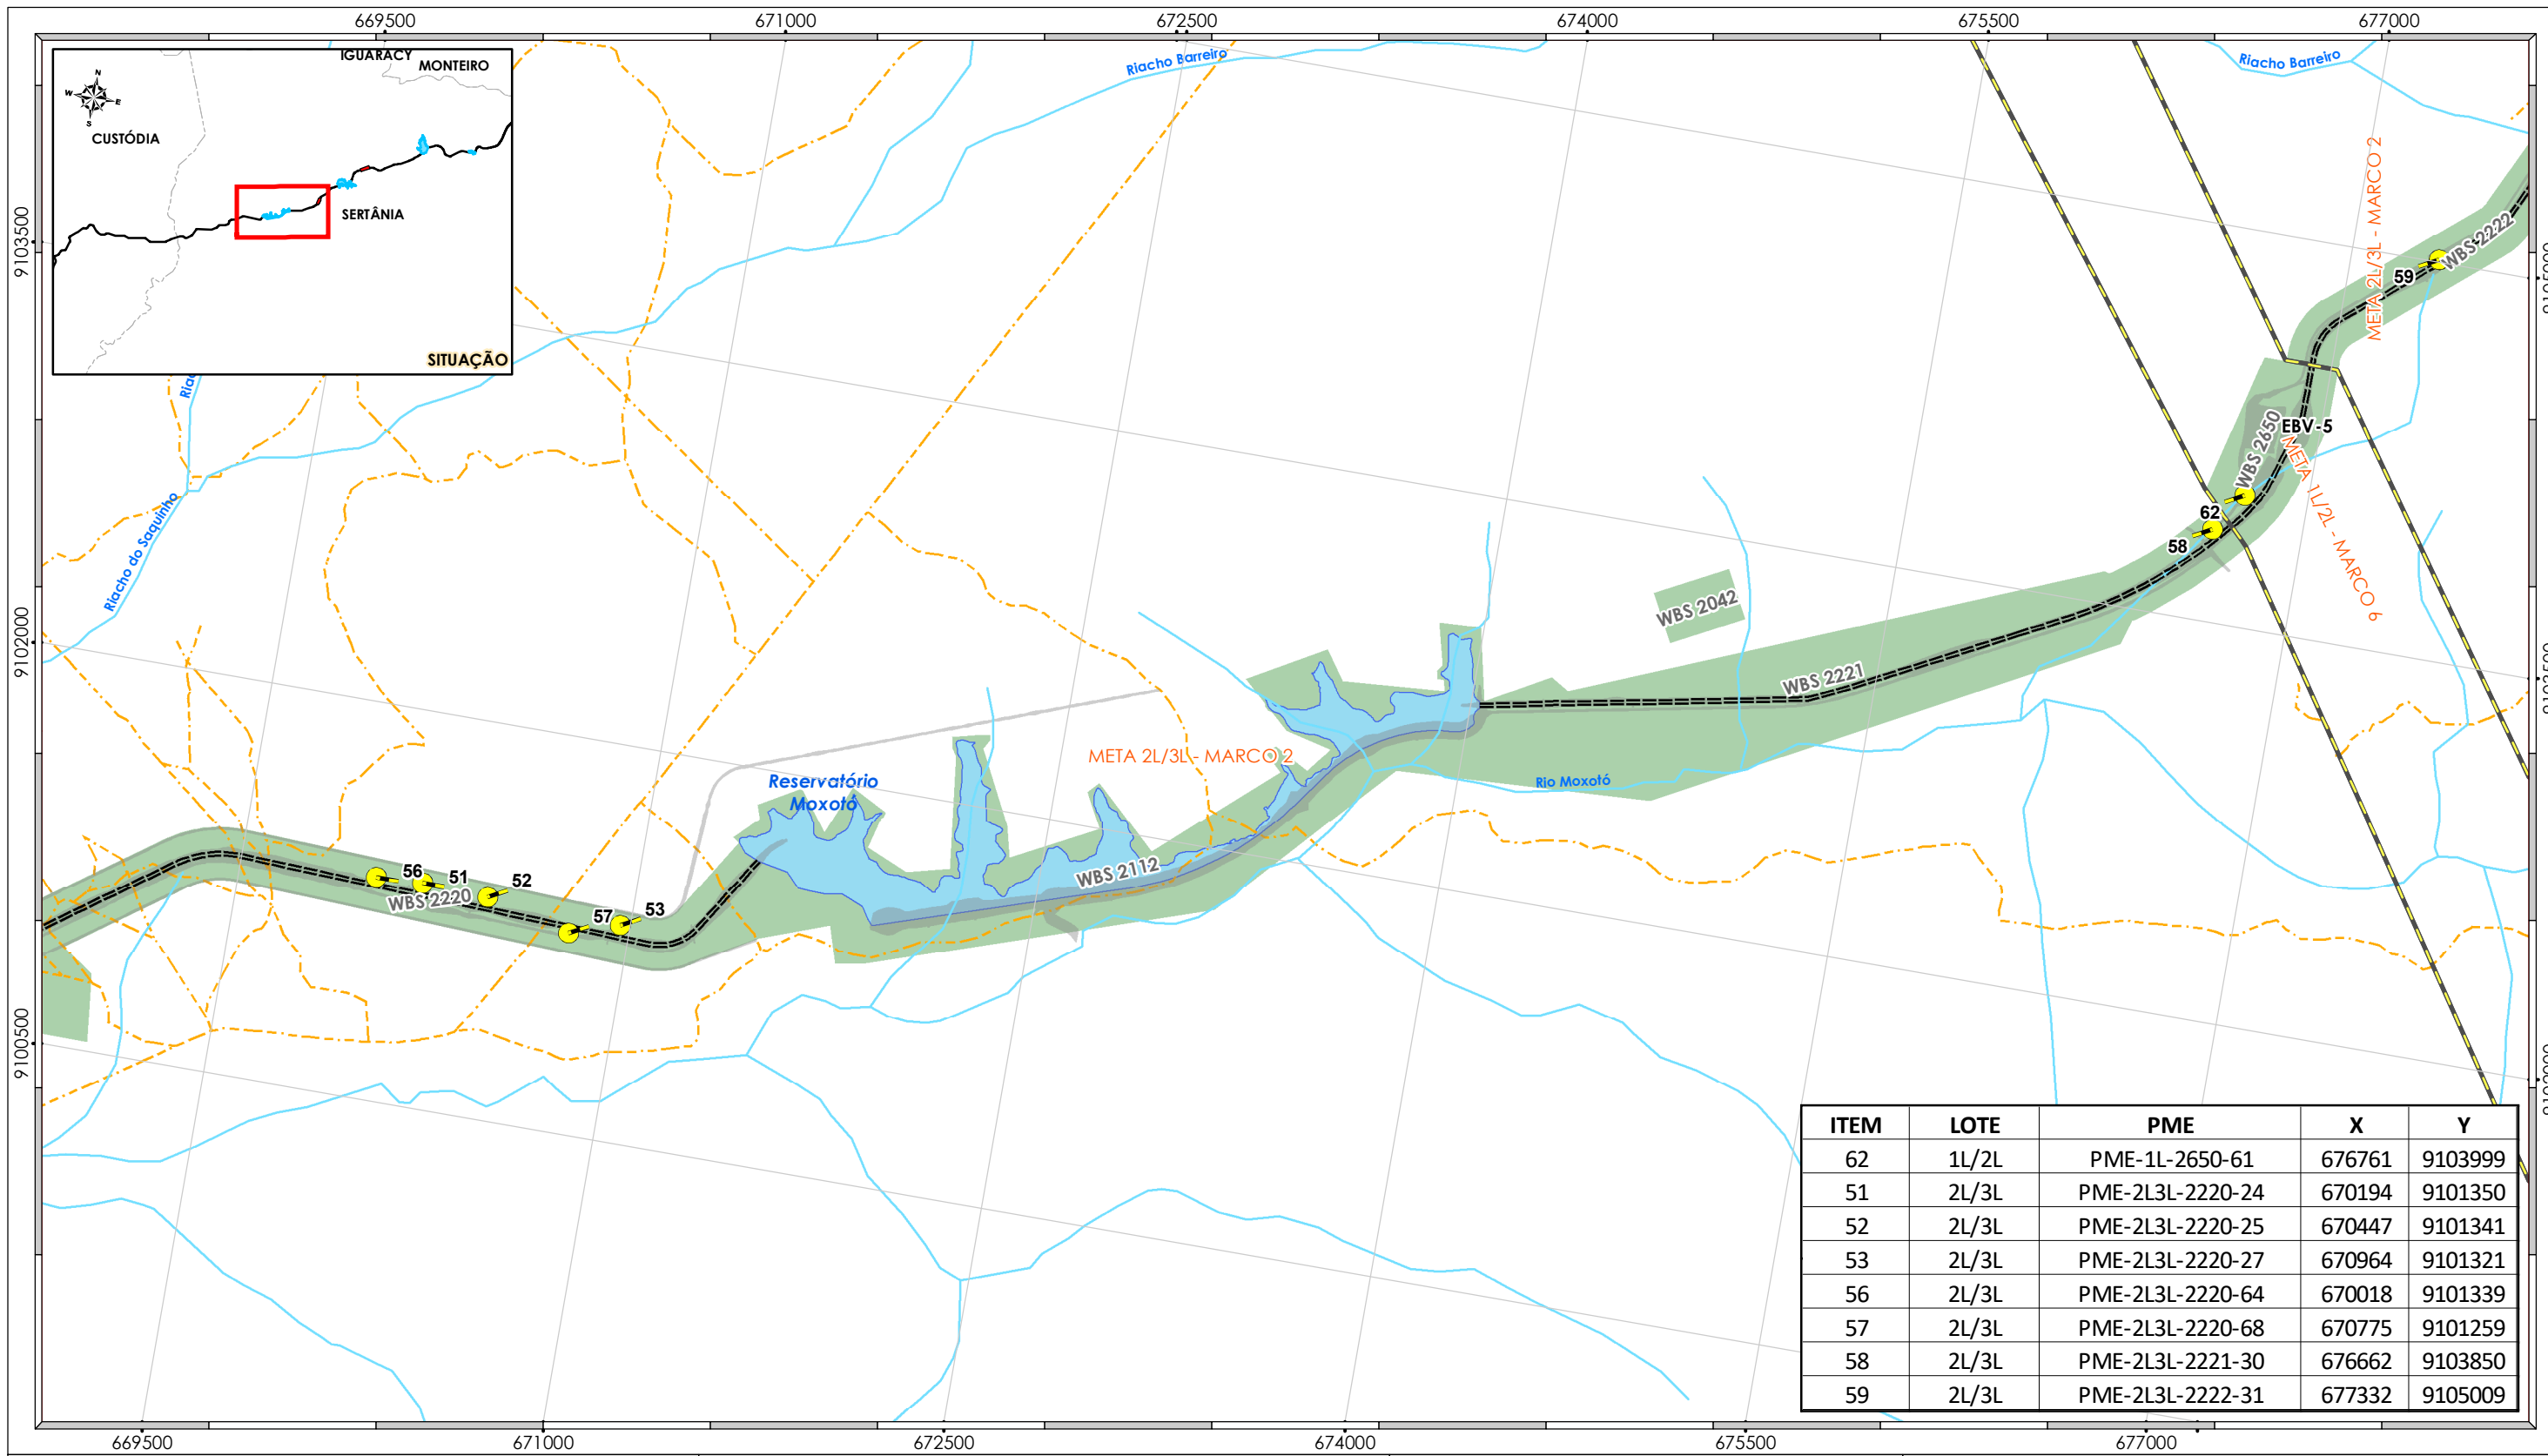 669500 671000 672500 674000 675500 677000
IGUARACY
MONTEIRO
N
W E
S
CUSTÓDIA
SERTÂNIA
SITUAÇÃO
Riacho Barreiro
Riacho Barreiro
META 2L/3L - MARCO 2
WBS 2222
59
9103500
EBV-5
WBS 2650
META 1L/2L - MARCO 6
62
58
Riacho do Saquinho
9102000
WBS 2042
WBS 2221
META 2L/3L - MARCO 2
Reservatório
Moxotó
Rio Moxotó
WBS 2112
56
51
52
57
53
WBS 2220
9100500
ITEM LOTE PME X Y
62 1L/2L PME-1L-2650-61 676761 9103999
51 2L/3L PME-2L3L-2220-24 670194 9101350
52 2L/3L PME-2L3L-2220-25 670447 9101341
53 2L/3L PME-2L3L-2220-27 670964 9101321
56 2L/3L PME-2L3L-2220-64 670018 9101339
57 2L/3L PME-2L3L-2220-68 670775 9101259
58 2L/3L PME-2L3L-2221-30 676662 9103850
59 2L/3L PME-2L3L-2222-31 677332 9105009
669500 671000 672500 674000 675500 677000